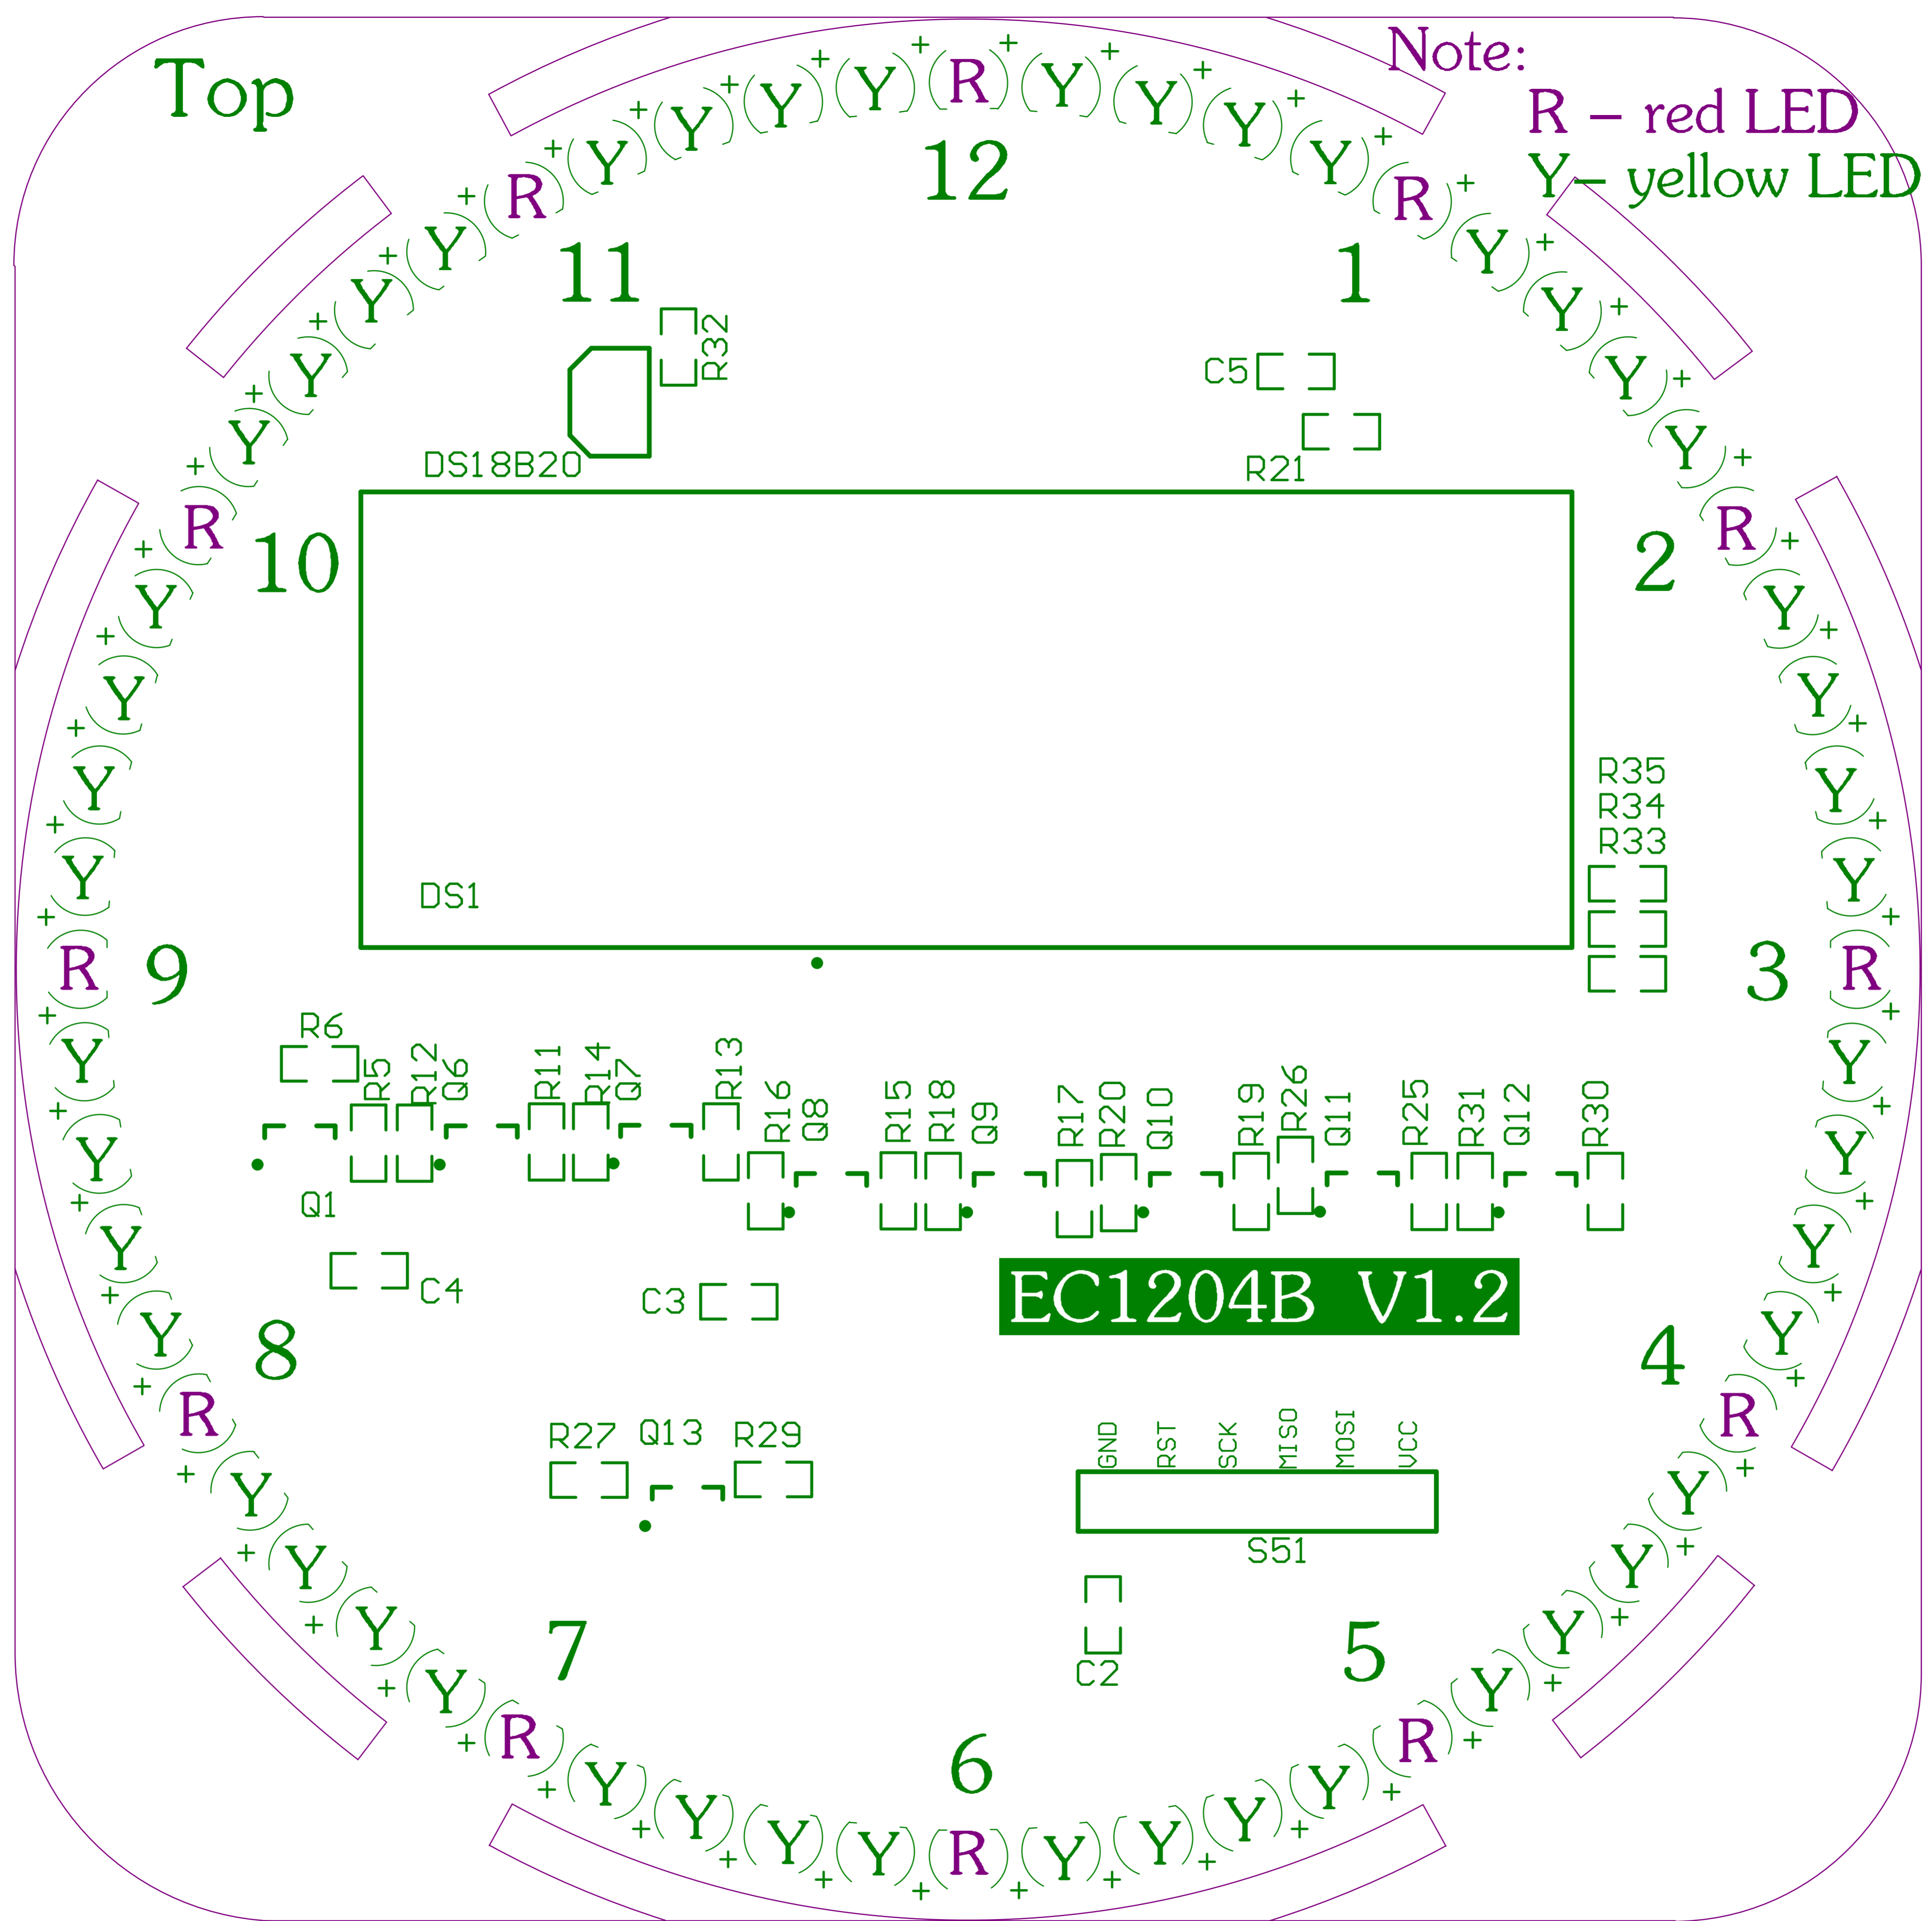 Top
Note:
R – red LED
Y– yellow LED
+ + + +
(Y) (Y) (R) (Y) (Y)
(Y) (Y) (Y) (Y)
(R) (Y) (R)
12
11
1
R32
C5
R21
DS18B20
10
2
DS1
R35
R34
R33
9
3
R6
R5 R12 Q6 R11 R14 Q7 R13 R16 Q8 R15 R18 Q9 R17 R20 Q10 R19 R26 Q11 R25 R31 Q12 R30
Q1
C4
C3
EC1204B V1.2
8
4
R27 Q13 R29
GND RST SCK MISO MOSI VCC
S51
C2
7
5
6